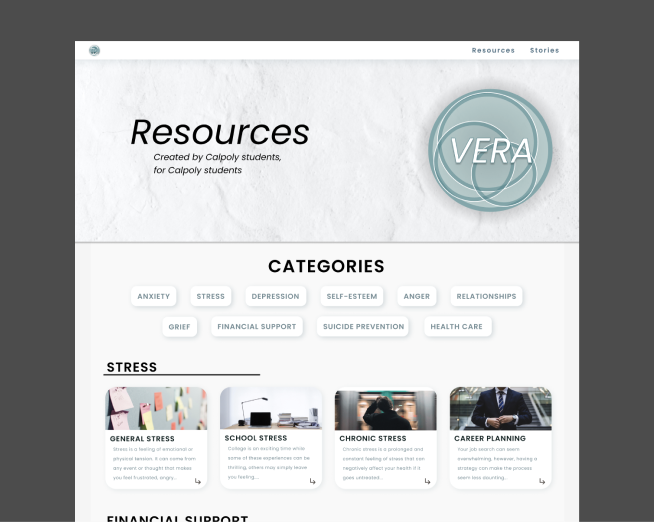 Resources Stories
Resources
Created by Calpoly students,
for Calpoly students
VERA
CATEGORIES
ANXIETY STRESS DEPRESSION SELF-ESTEEM ANGER RELATIONSHIPS
GRIEF FINANCIAL SUPPORT SUICIDE PREVENTION HEALTH CARE
STRESS
GENERAL STRESS
Stress is a feeling of emotional or
physical tension. It can come from
any event or thought that makes
you feel frustrated, angry...
SCHOOL STRESS
College is an exciting time while
some of these experiences can be
thrilling, others may simply leave
you feeling...
CHRONIC STRESS
Chronic stress is a prolonged and
constant feeling of stress that can
negatively affect your health if it
goes untreated...
CAREER PLANNING
Your job search can seem
overwhelming, however, having a
strategy can make the process
seem less daunting...
FINANCIAL SUPPORT